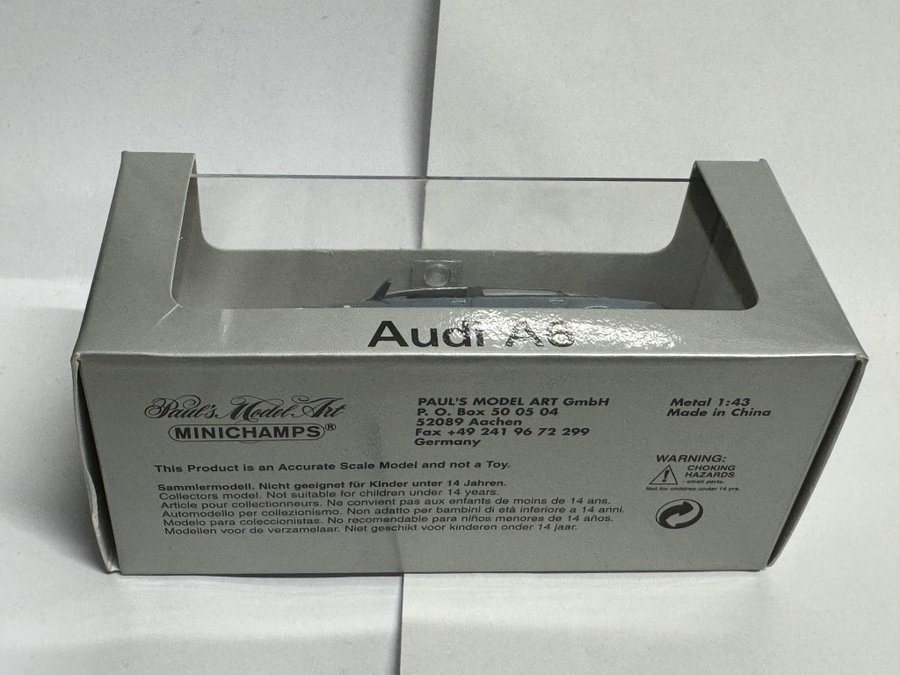 Audi A6
Paul's Model Art
MINICHAMPS®
PAUL'S MODEL ART GmbH
P. O. Box 50 05 04
52089 Aachen
Fax +49 241 96 72 299
Germany
Metal 1:43
Made in China
This Product is an Accurate Scale Model and not a Toy.
Sammlermodell. Nicht geeignet für Kinder unter 14 Jahren.
Collectors model. Not suitable for children under 14 years.
Article pour collectionneurs. Ne convient pas aux enfants de moins de 14 ans.
Automodello per collezionismo. Non adatto per bambini di età inferiore a 14 anni.
Modelo para coleccionistas. No recomendable para niños menores de 14 años.
Modellen voor de verzamelaar. Niet geschikt voor kinderen onder 14 jaar.
WARNING:
CHOKING
HAZARDS
small parts.
Not for children under 14 yrs.